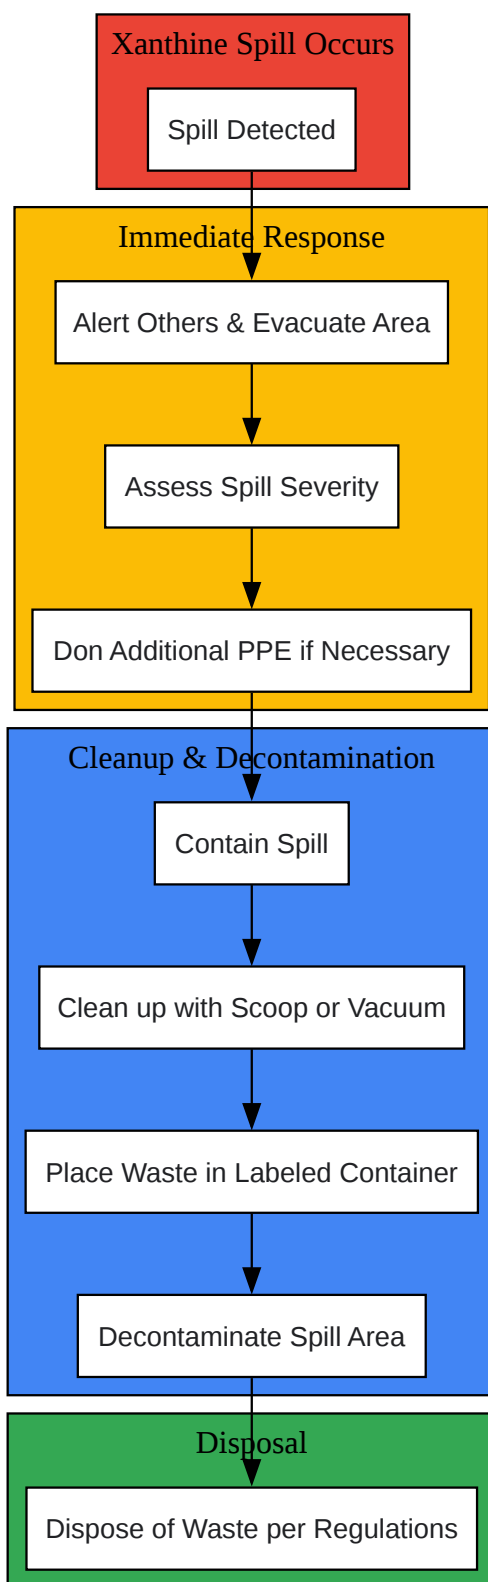 Xanthine Spill Occurs
Spill Detected
Immediate Response
Alert Others & Evacuate Area
Assess Spill Severity
Don Additional PPE if Necessary
Cleanup & Decontamination
Contain Spill
Clean up with Scoop or Vacuum
Place Waste in Labeled Container
Decontaminate Spill Area
Disposal
Dispose of Waste per Regulations